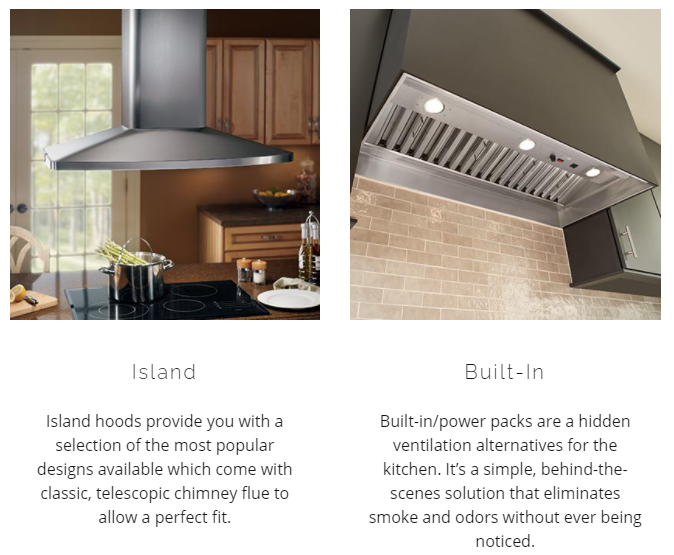 Island
Island hoods provide you with a
selection of the most popular
designs available which come with
classic, telescopic chimney flue to
allow a perfect fit.
Built-In
Built-in/power packs are a hidden
ventilation alternatives for the
kitchen. It’s a simple, behind-the-
scenes solution that eliminates
smoke and odors without ever being
noticed.